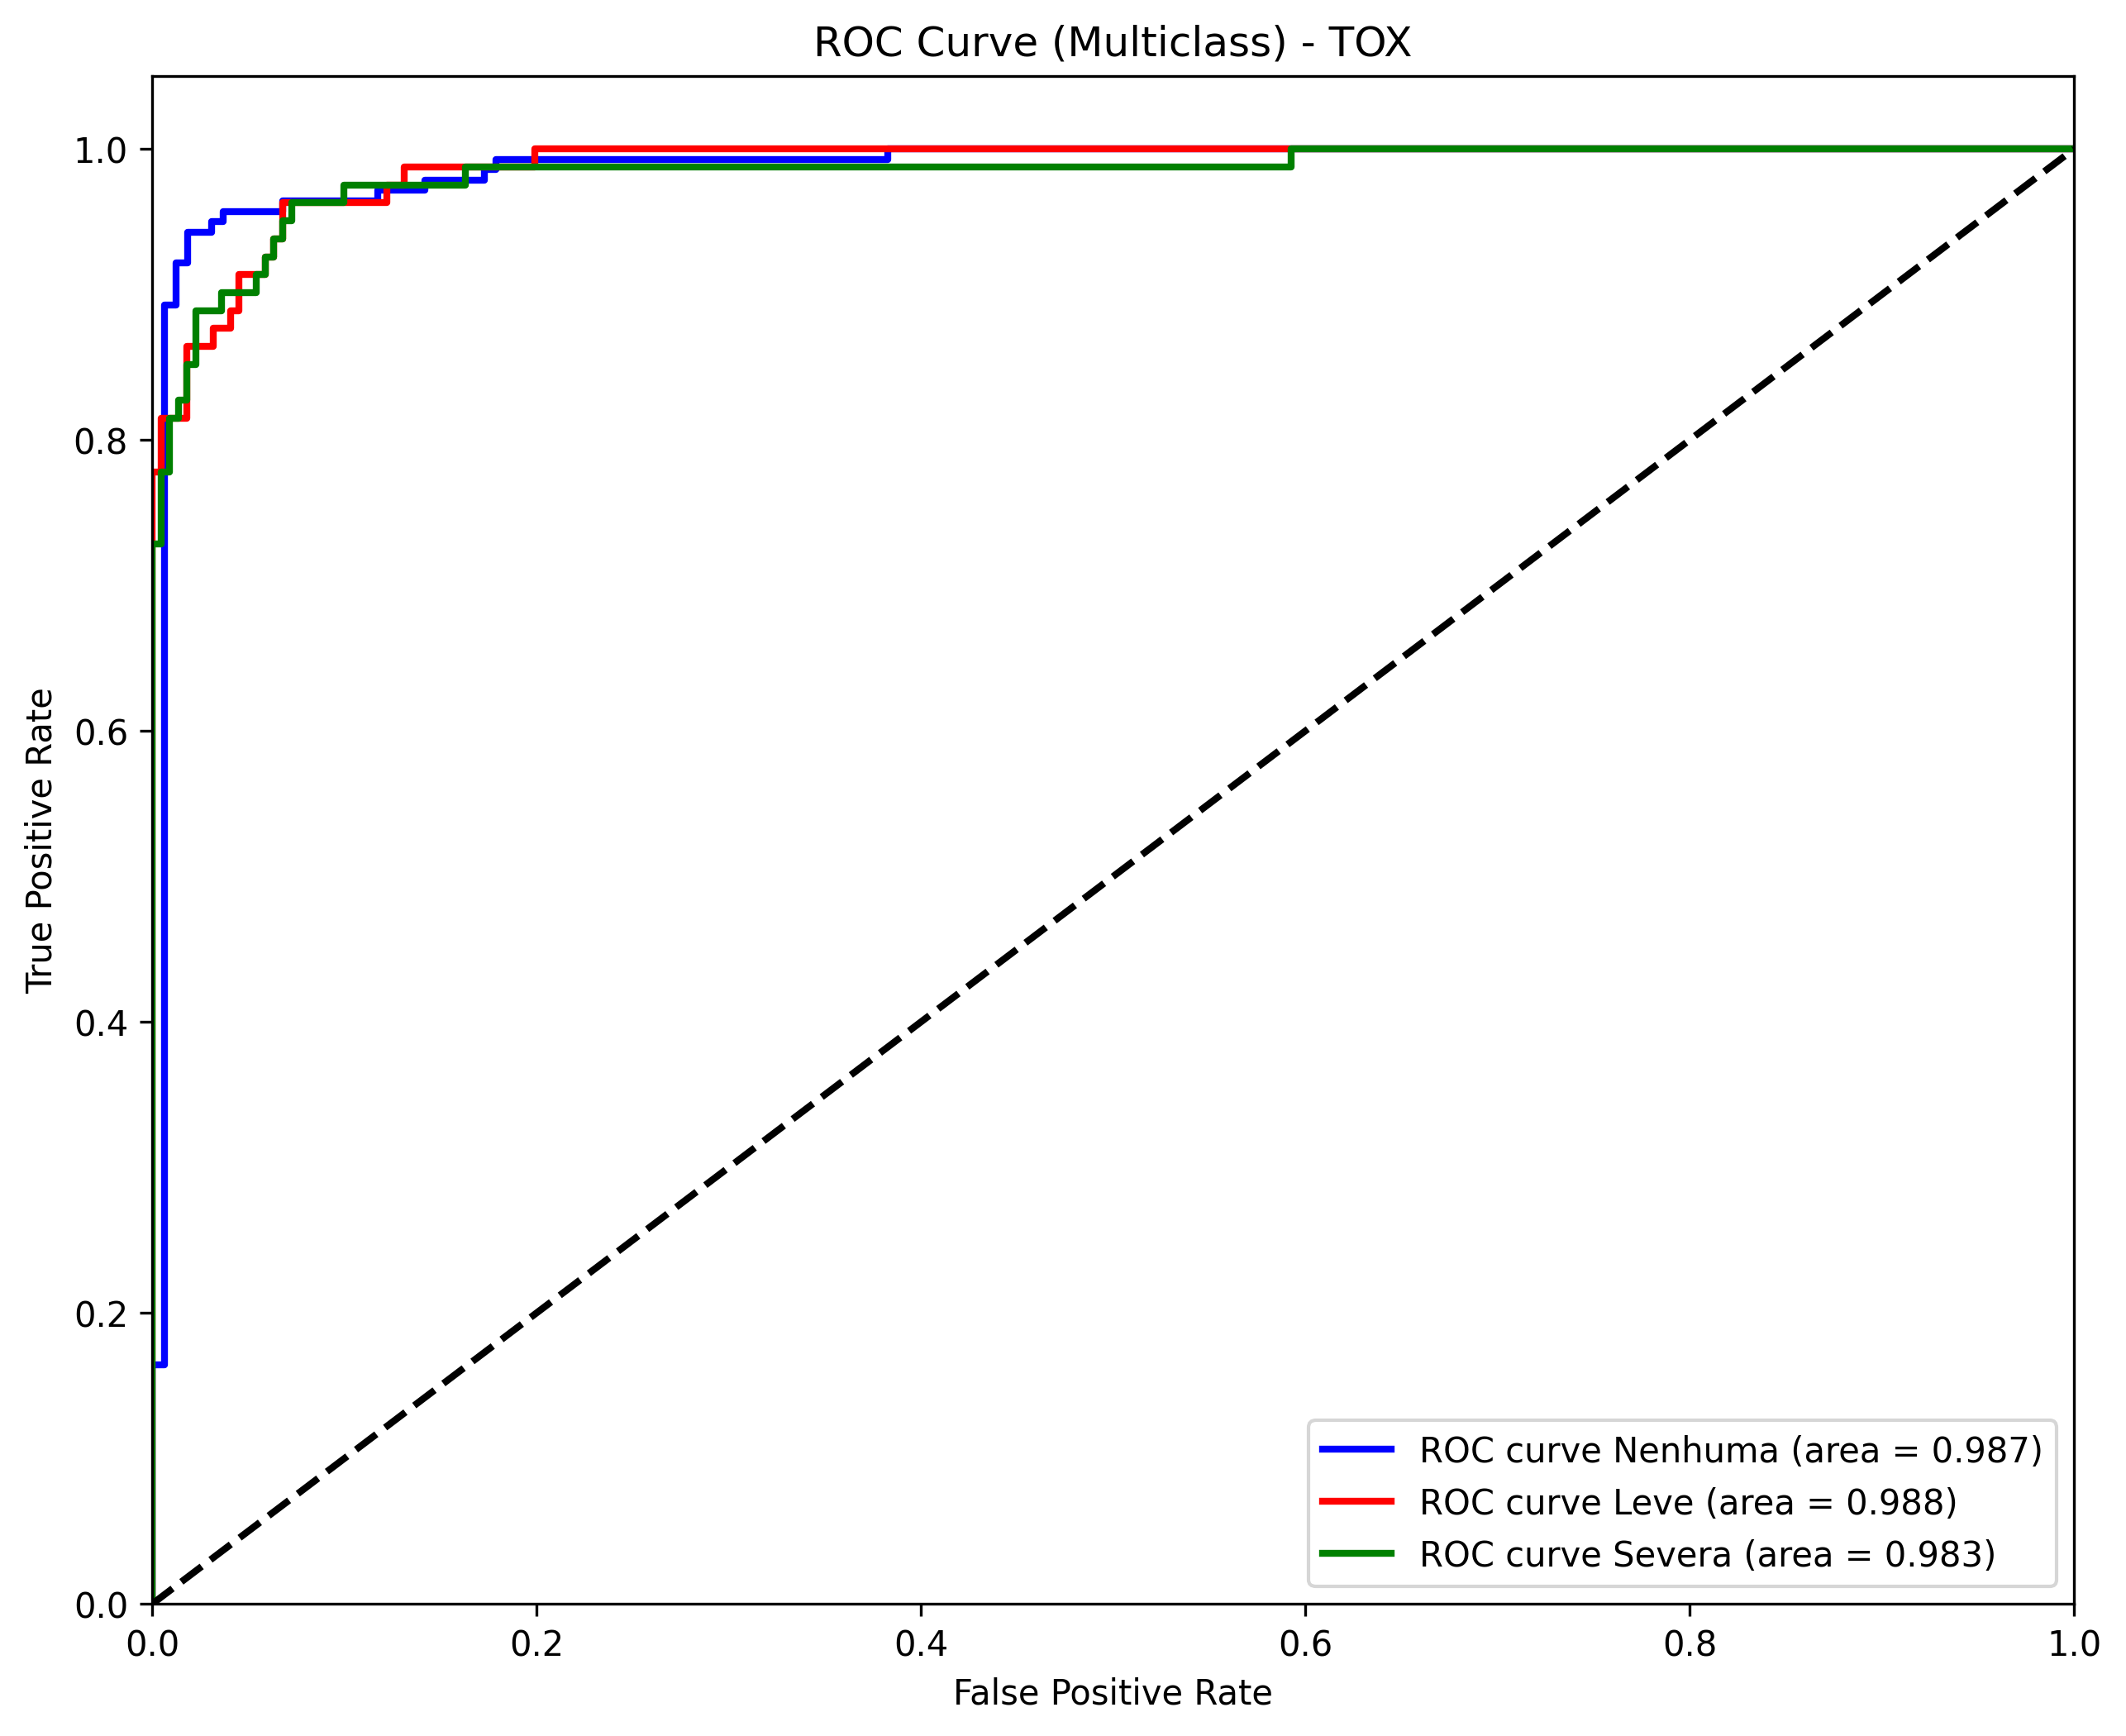 ROC Curve (Multiclass) - TOX
True Positive Rate
1.0
0.8
0.6
0.4
0.2
0.0
0.0 0.2 0.4 0.6 0.8 1.0
False Positive Rate
ROC curve Nenhuma (area = 0.987)
ROC curve Leve (area = 0.988)
ROC curve Severa (area = 0.983)